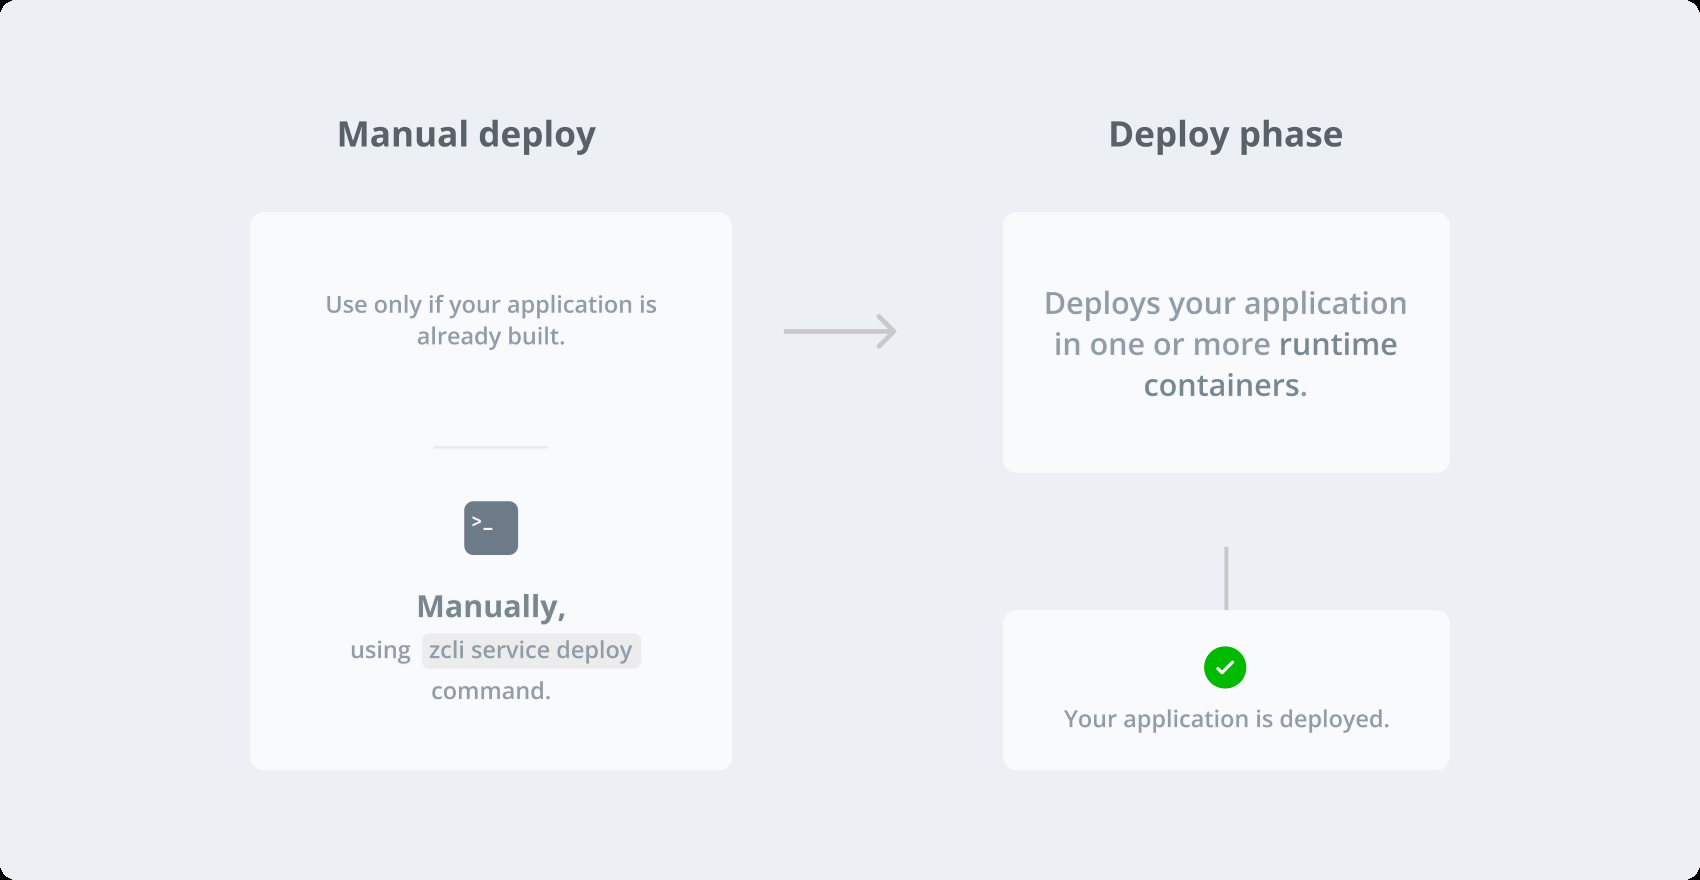 Manual deploy
Use only if your application is
already built.
>_
Manually,
using zcli service deploy
command.
Deploy phase
Deploys your application
in one or more runtime
containers.
Your application is deployed.